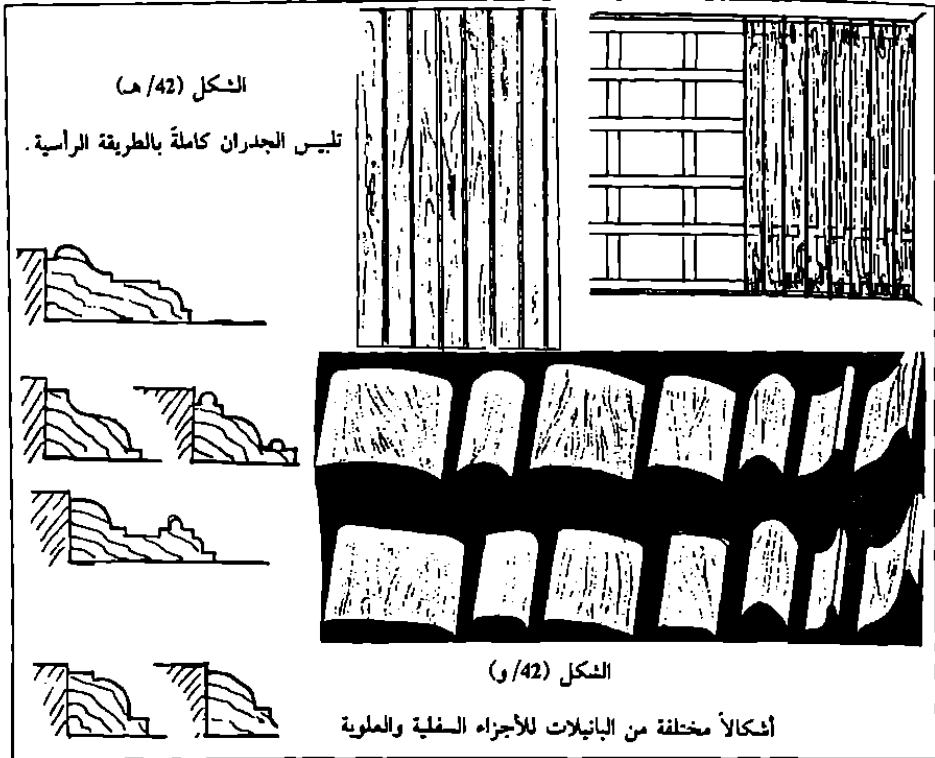 الشكل (42/ هـ)
تلبيس الجدران كاملةً بالطريقة الرأسية.
الشكل (42/ و)
أشكالاً مختلفة من البانيلات للأجزاء السفلية والعلوية